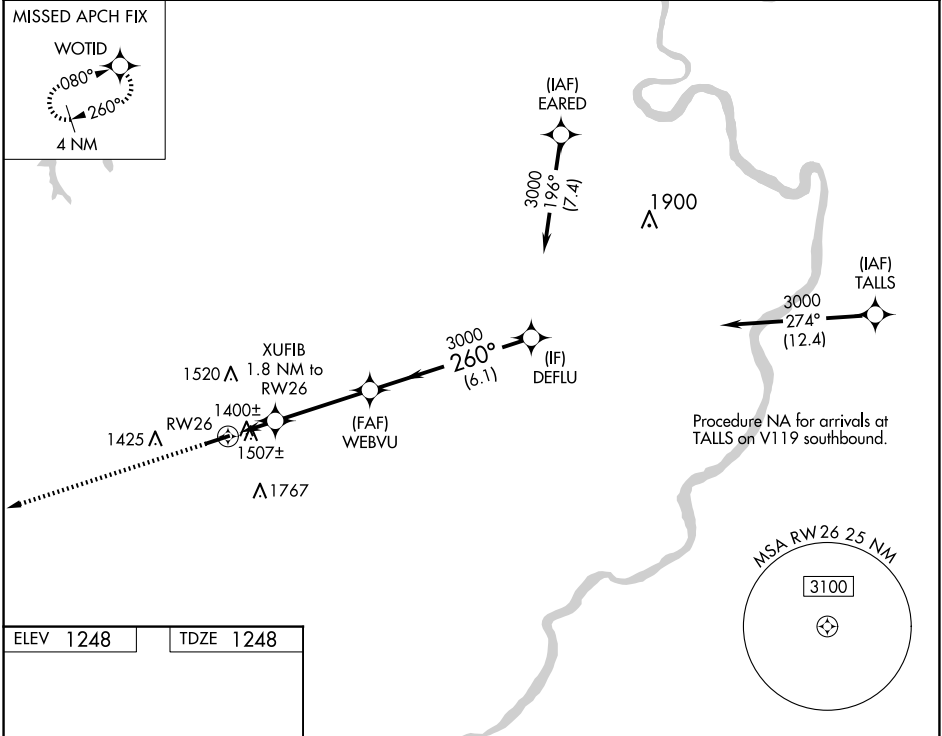 MISSED APCH FIX
WOTID
080°
260°
4 NM
(IAF)
EARED
3000
196°
(7.4)
1900
(IAF)
TALLS
3000
274°
(12.4)
3000
260°
(6.1)
(IF)
DEFLU
XUFIB
1.8 NM to
RW26
1520
1400±
RW26
1425
1507±
(FAF)
WEBVU
1767
Procedure NA for arrivals at
TALLS on V119 southbound.
MSA RW26 25 NM
3100
ELEV 1248
TDZE 1248